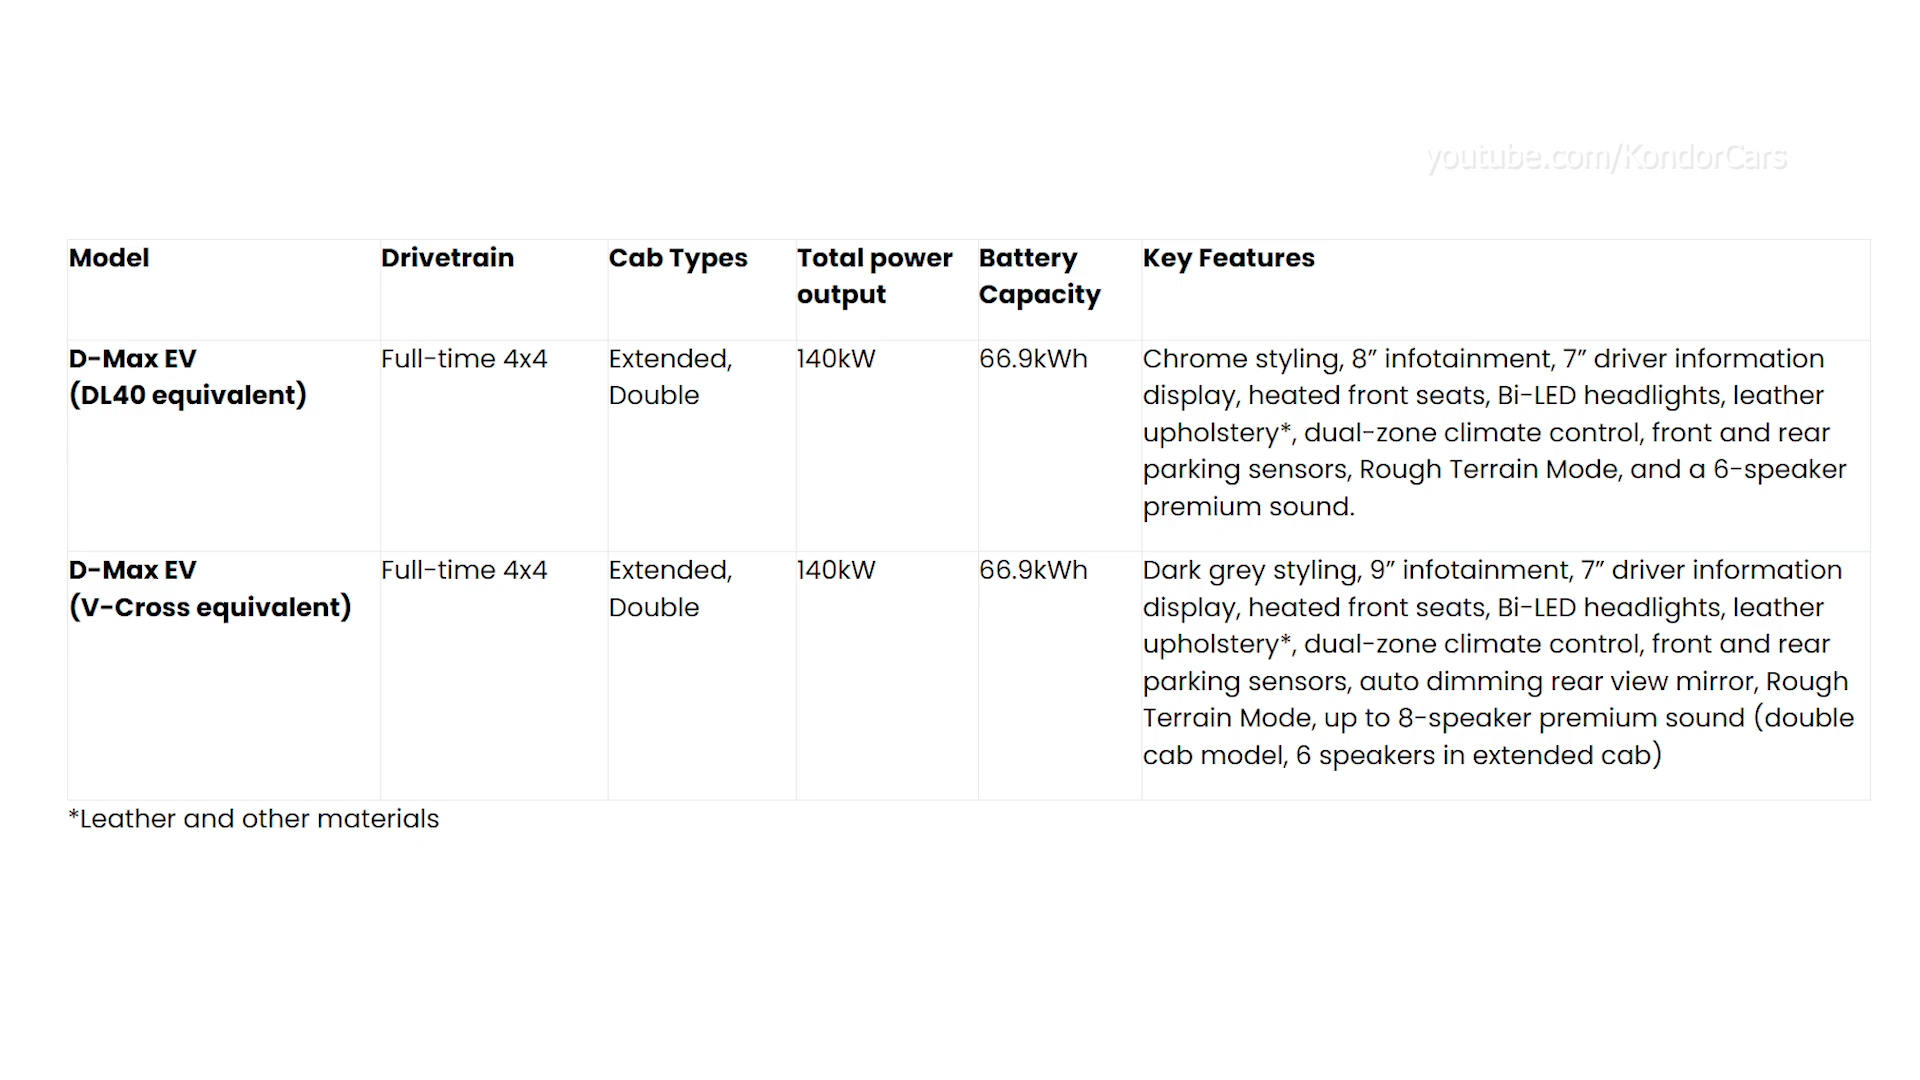 youtube.com/KondorCars
Model
Drivetrain
Cab Types
Total power
output
Battery
Capacity
Key Features
D-Max EV
(DL40 equivalent)
Full-time 4x4
Extended,
Double
140kW
66.9kWh
Chrome styling, 8” infotainment, 7” driver information
display, heated front seats, Bi-LED headlights, leather
upholstery*, dual-zone climate control, front and rear
parking sensors, Rough Terrain Mode, and a 6-speaker
premium sound.
D-Max EV
(V-Cross equivalent)
Full-time 4x4
Extended,
Double
140kW
66.9kWh
Dark grey styling, 9” infotainment, 7” driver information
display, heated front seats, Bi-LED headlights, leather
upholstery*, dual-zone climate control, front and rear
parking sensors, auto dimming rear view mirror, Rough
Terrain Mode, up to 8-speaker premium sound (double
cab model, 6 speakers in extended cab)
*Leather and other materials